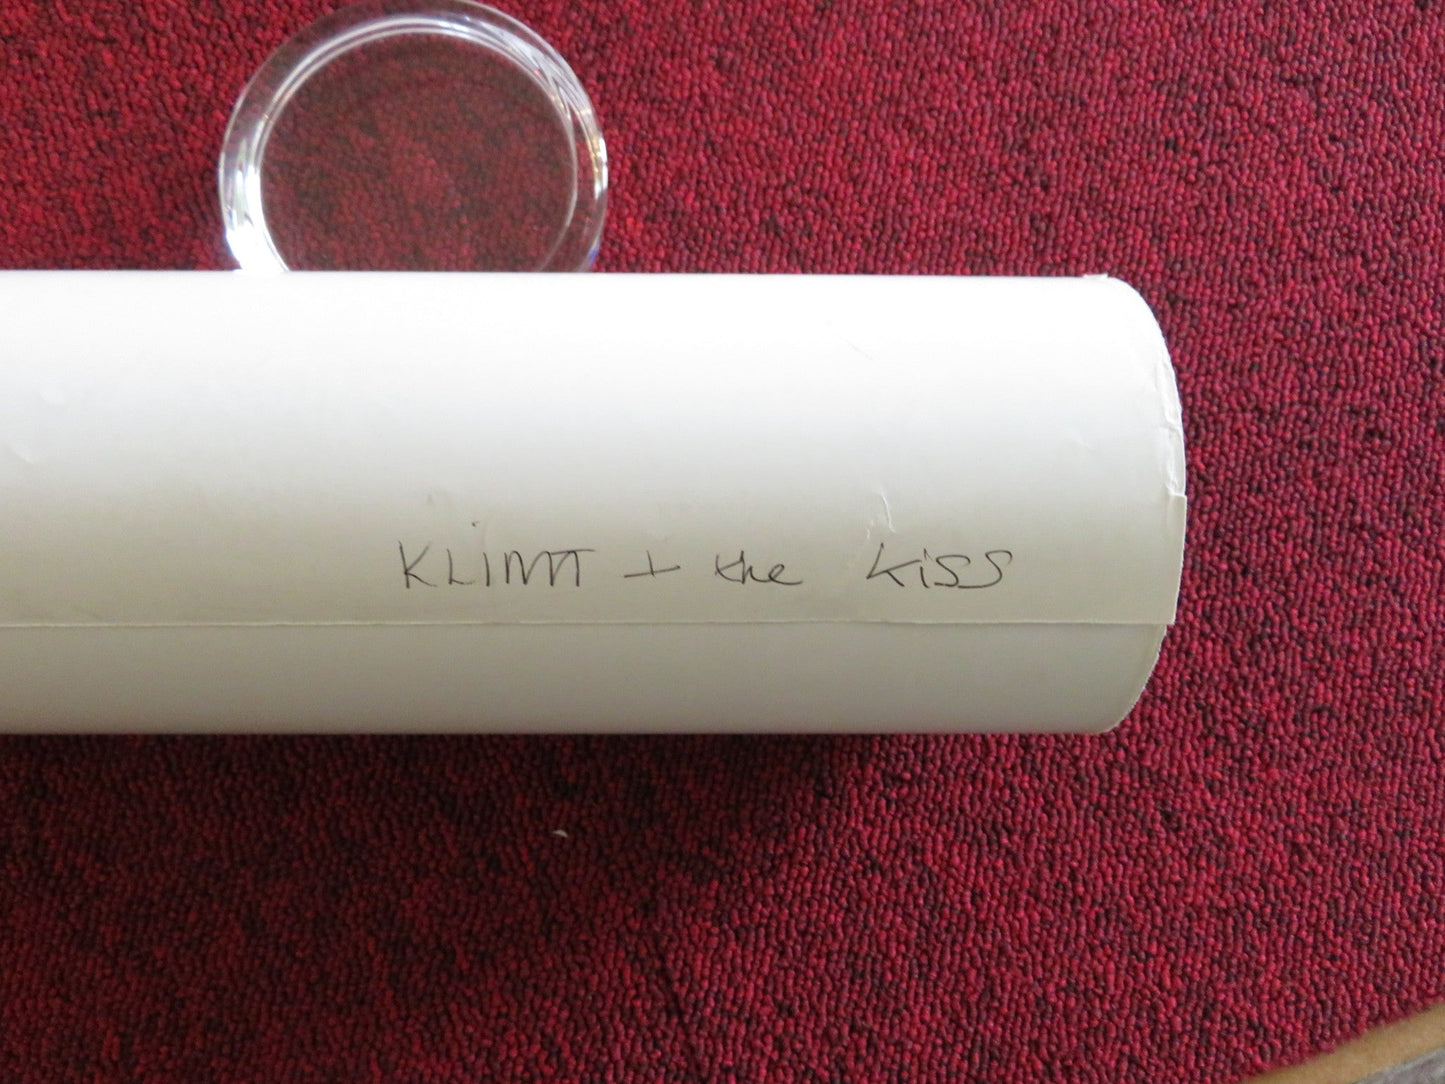 KLIMT + the KiSS